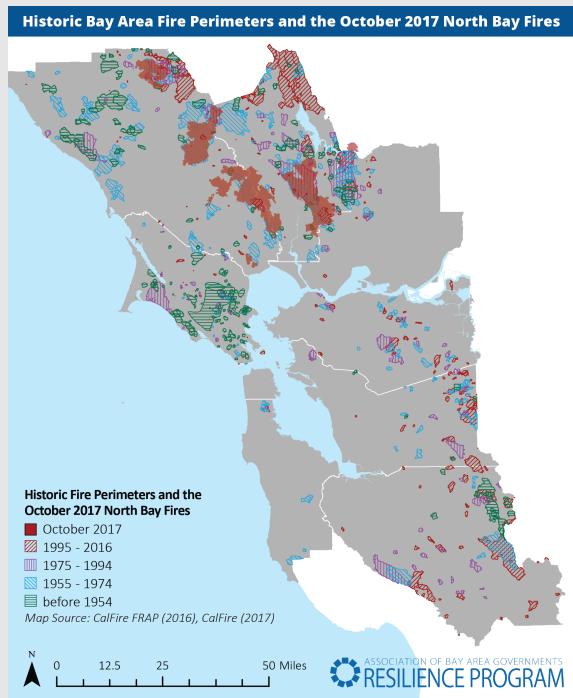 Historic Bay Area Fire Perimeters and the October 2017 North Bay Fires
Historic Fire Perimeters and the
October 2017 North Bay Fires
October 2017
1995 - 2016
1975 - 1994
1955 - 1974
before 1954
Map Source: CalFire FRAP (2016), CalFire (2017)
N
0 12.5 25 50 Miles
ASSOCIATION OF BAY AREA GOVERNMENTS
RESILIENCE PROGRAM